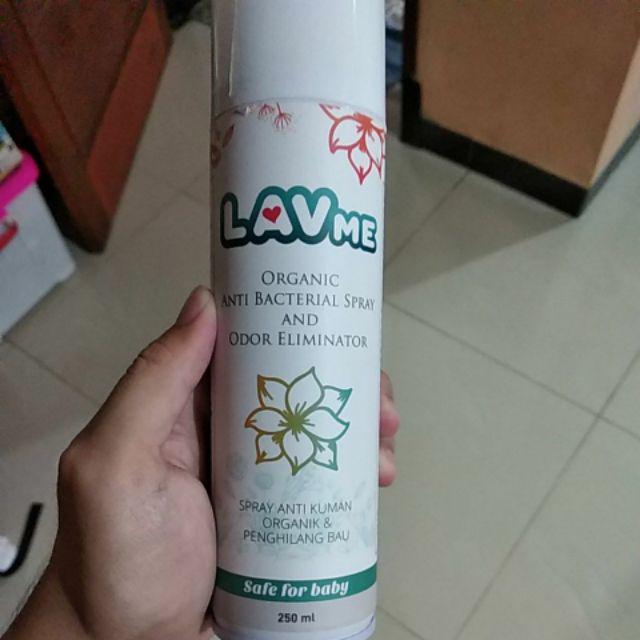 LAVME
ORGANIC
ANTI BACTERIAL SPRAY
AND
ODOR ELIMINATOR
SPRAY ANTI KUMAN
ORGANIK &
PENGHILANG BAU
Safe for baby
250 ml